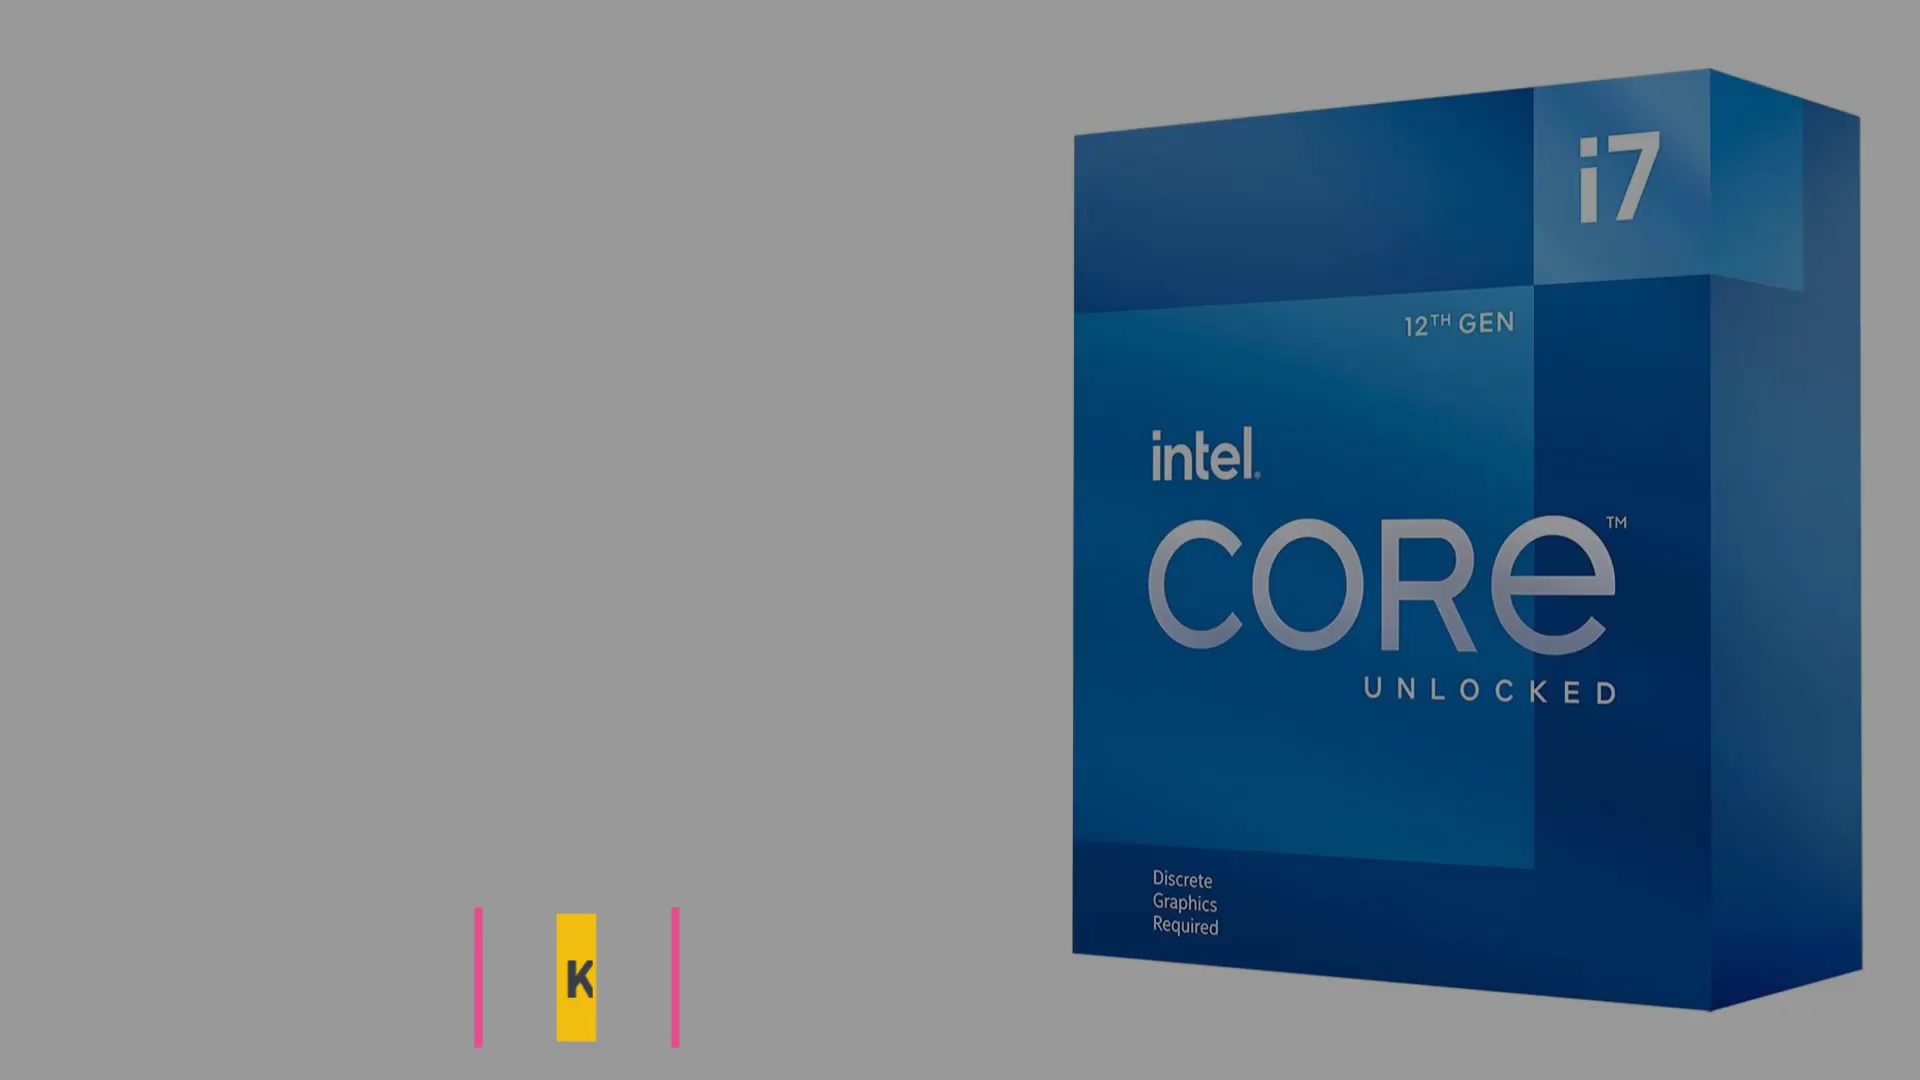 i7
12TH GEN
intel.
CORE™
UNLOCKED
Discrete
Graphics
Required
K